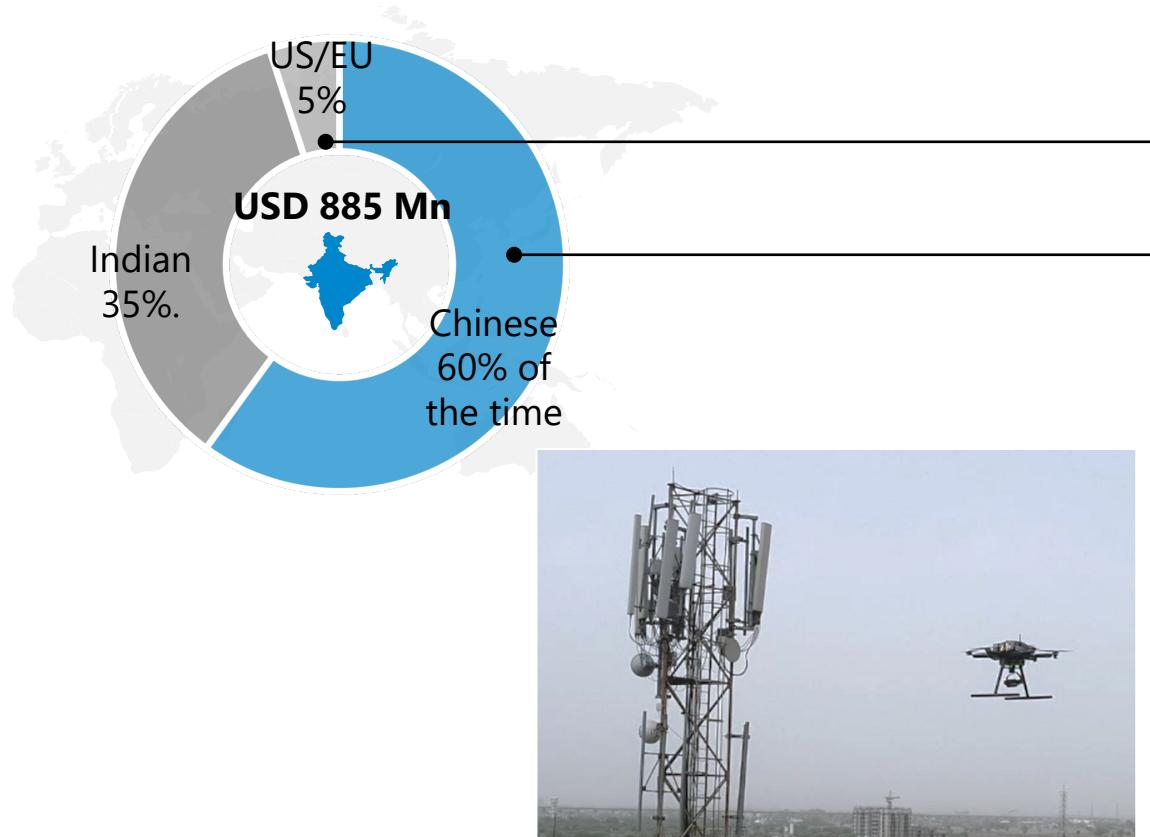 US/EU
5%
USD 885 Mn
Indian
35%.
Chinese
60% of
the time